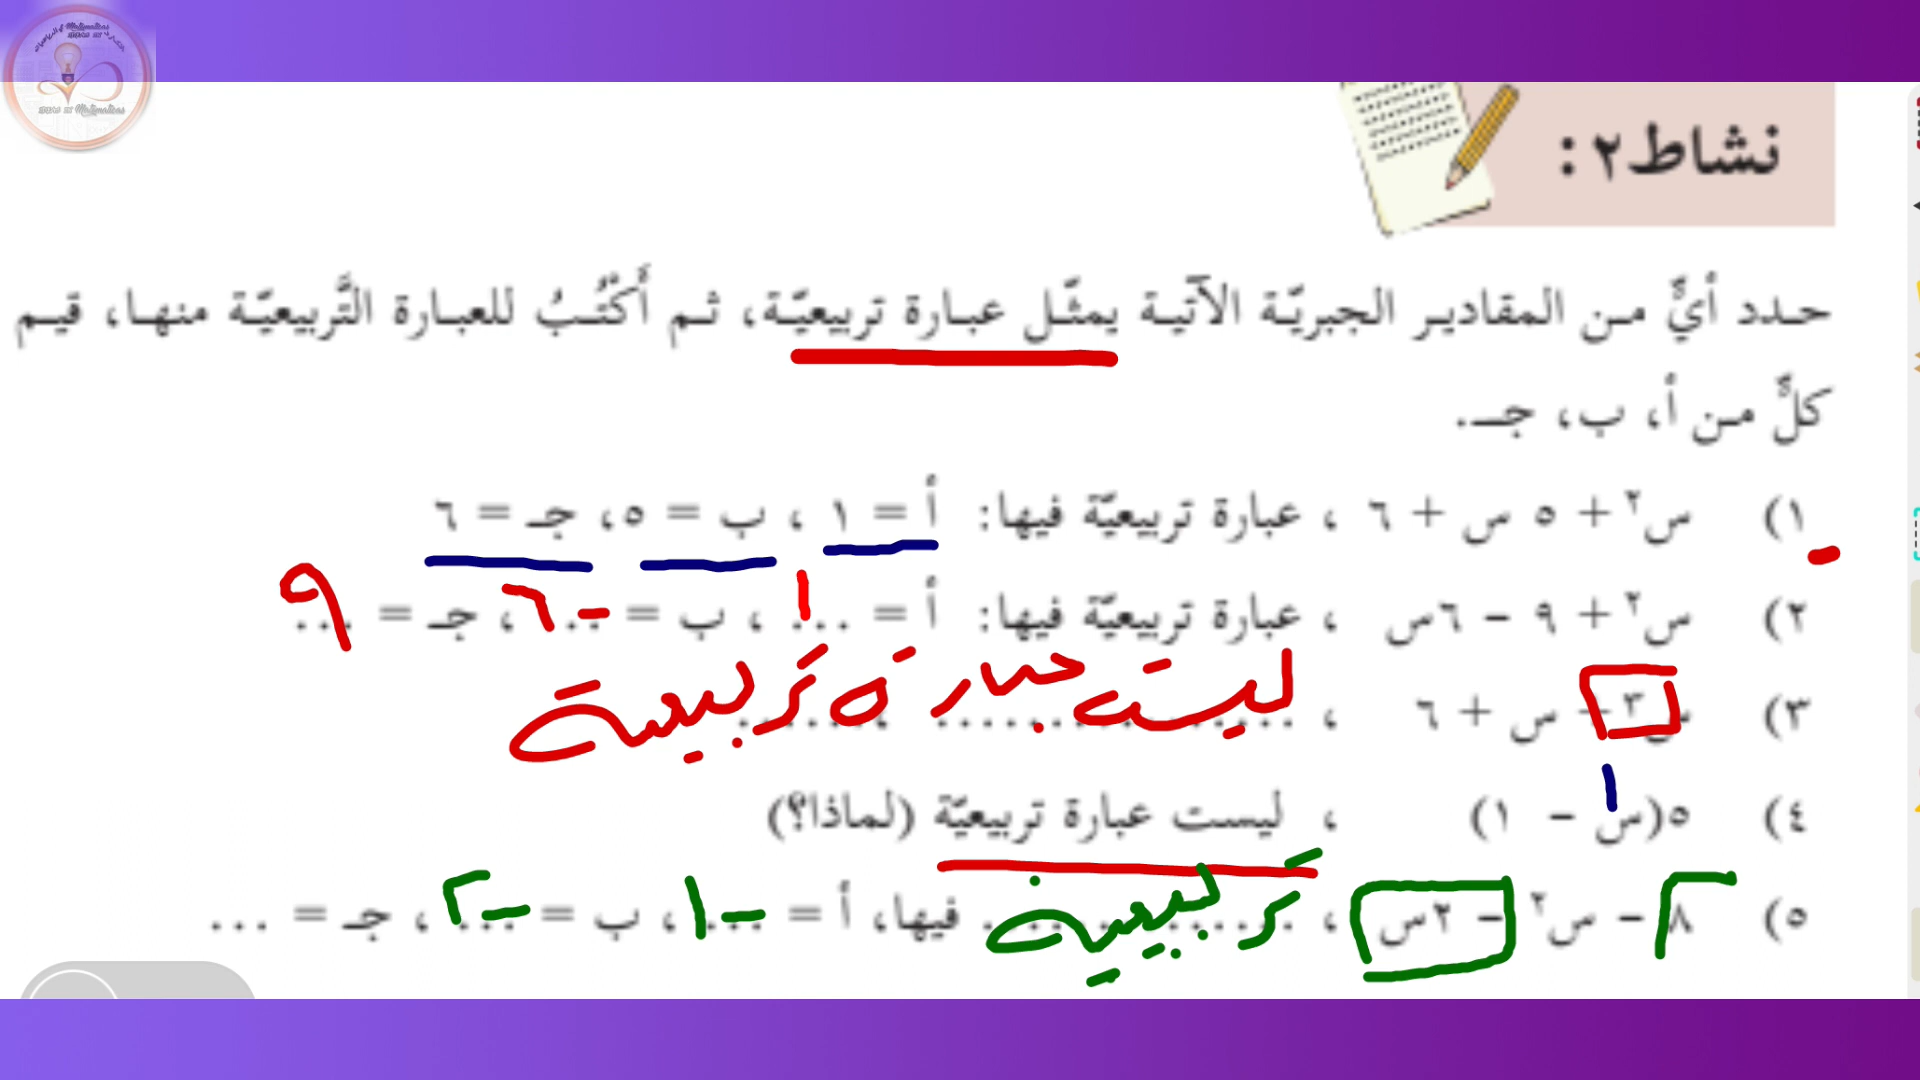 نشاط ٢ :
حدد أيٌّ من المقادير الجبريّة الآتية يمثّل عبارة تربيعيّة، ثم أَكْتُبُ للعبارة التَّربيعيّة منها، قيم
كلٌّ من أ، ب، جـ.
١) س٢ + ٥ س + ٦ ، عبارة تربيعيّة فيها: أ = ١ ، ب = ٥، جـ = ٦
٢) س٢ + ٩ - ٦س ، عبارة تربيعيّة فيها: أ = ١ ، ب = -٦، جـ = ٩
٣) س٣ - س + ٦ ، ليست عبارة تربيعية
٤) ٥(س١ - ١) ، ليست عبارة تربيعيّة (لماذا؟)
٥) ٨ - س٢ - ٢س ، تربيعية فيها، أ = -١، ب = -٢، جـ = ...